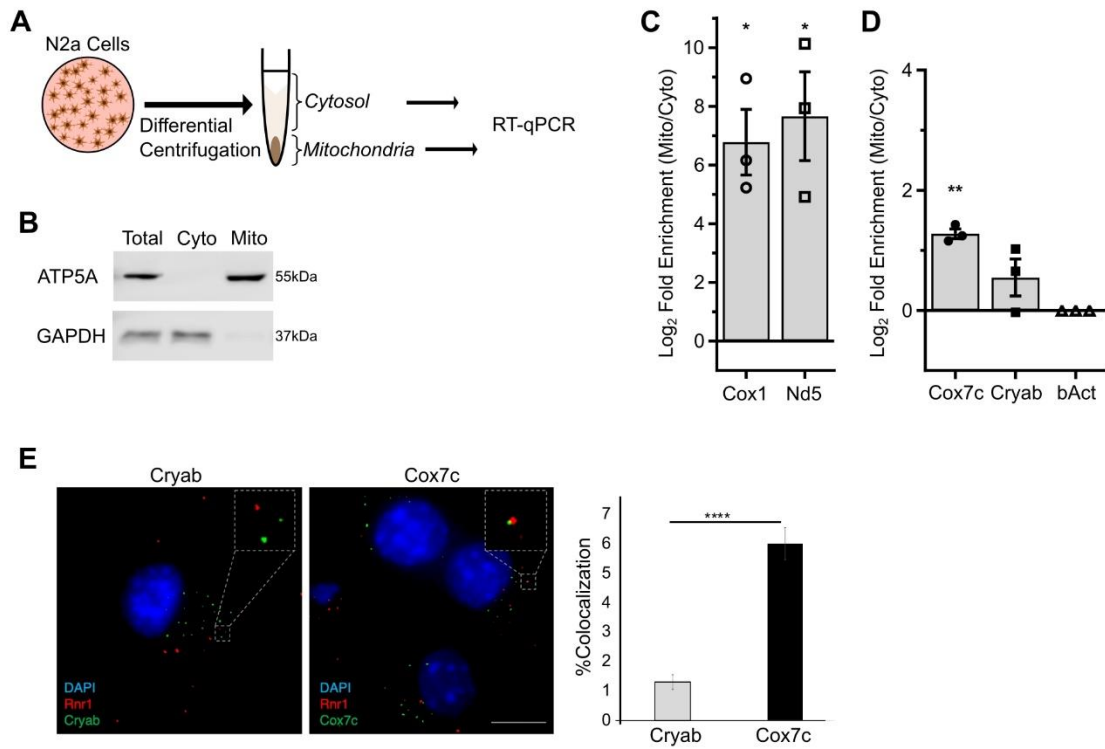 A
N2a Cells
Differential
Centrifugation
Cytosol
Mitochondria
RT-qPCR
B
Total Cyto Mito
ATP5A 55kDa
GAPDH 37kDa
C
Log2 Fold Enrichment (Mito/Cyto)
10
8
6
4
2
0
* *
Cox1 Nd5
D
Log2 Fold Enrichment (Mito/Cyto)
4
2
0
**
Cox7c Cryab bAct
E
Cryab
DAPI
Rnr1
Cryab
Cox7c
DAPI
Rnr1
Cox7c
%Colocalization
7
6
5
4
3
2
1
0
****
Cryab Cox7c